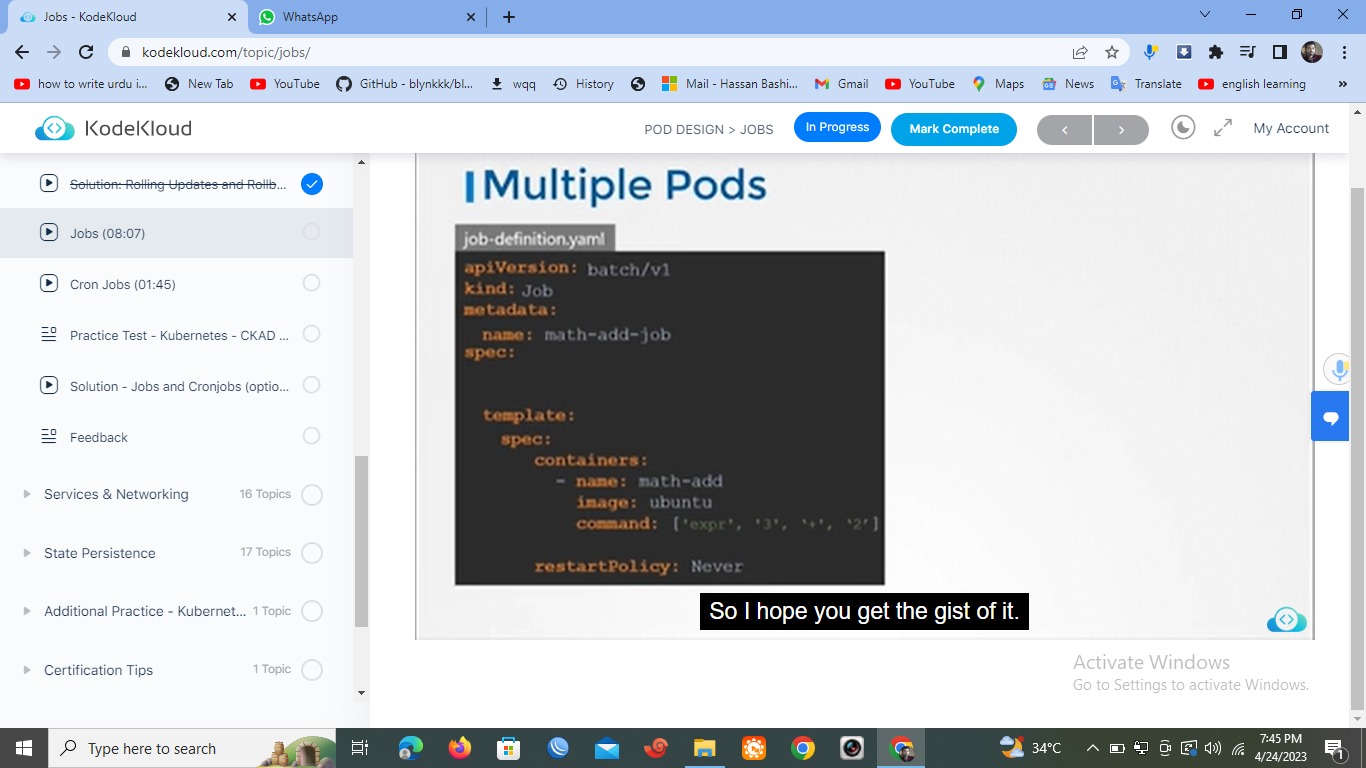 Jobs - KodeKloud
WhatsApp
kodekloud.com/topic/jobs/
how to write urdu i...
New Tab
YouTube
GitHub - blynkkk/bl...
wqq
History
Mail - Hassan Bashi...
Gmail
YouTube
Maps
News
Translate
english learning
»
KodeKloud
POD DESIGN > JOBS
In Progress
Mark Complete
My Account
Solution: Rolling Updates and Rollb...
Jobs (08:07)
Cron Jobs (01:45)
Practice Test - Kubernetes - CKAD ...
Solution - Jobs and Cronjobs (optio...
Feedback
Services & Networking 16 Topics
State Persistence 17 Topics
Additional Practice - Kubernet... 1 Topic
Certification Tips 1 Topic
Multiple Pods
job-definition.yaml
apiVersion: batch/v1
kind: Job
metadata:
name: math-add-job
spec:
template:
spec:
containers:
- name: math-add
image: ubuntu
command: ['expr', '3', '+', '2']
restartPolicy: Never
So I hope you get the gist of it.
Activate Windows
Go to Settings to activate Windows.
Type here to search
34°C
7:45 PM
4/24/2023
1